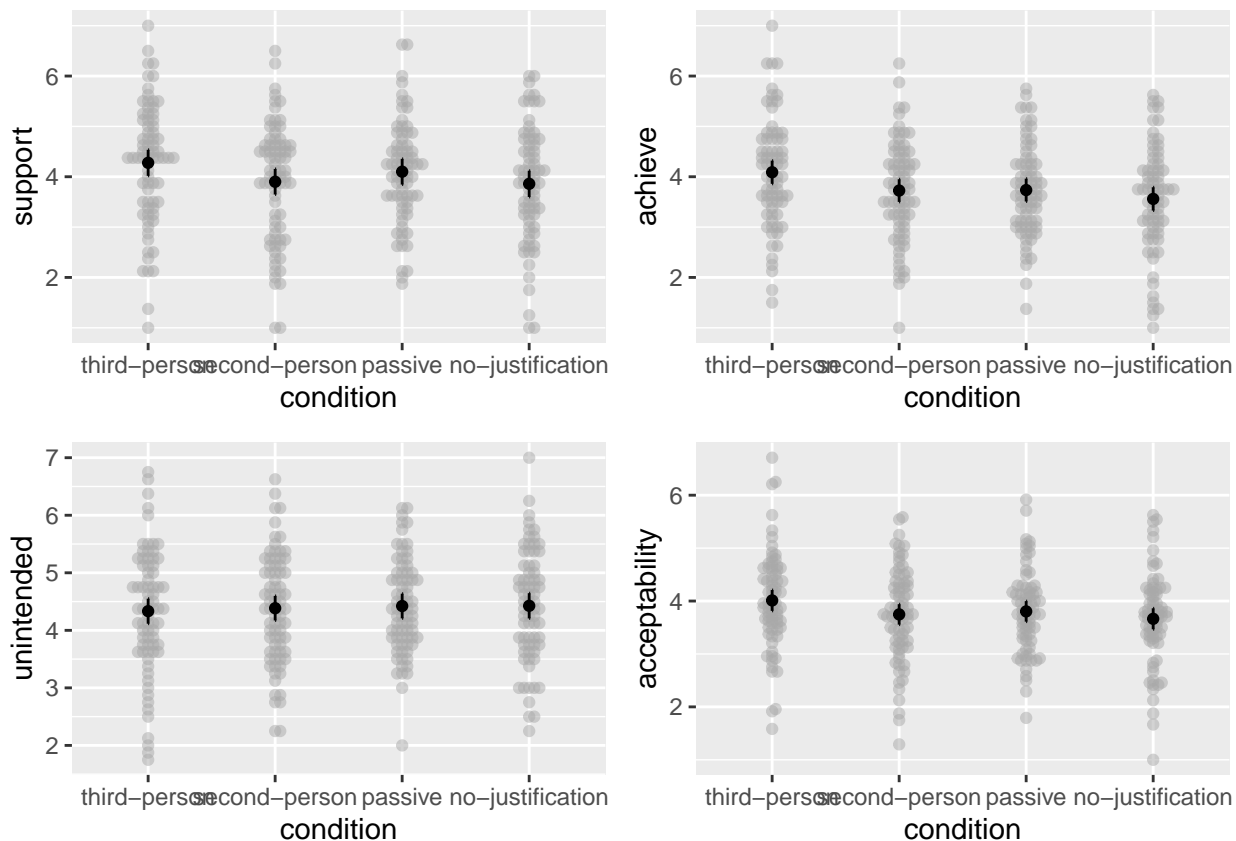 support
6
4
2
third−person second−person passive no−justification
condition
achieve
6
4
2
third−person second−person passive no−justification
condition
unintended
7
6
5
4
3
2
third−person second−person passive no−justification
condition
acceptability
6
4
2
third−person second−person passive no−justification
condition